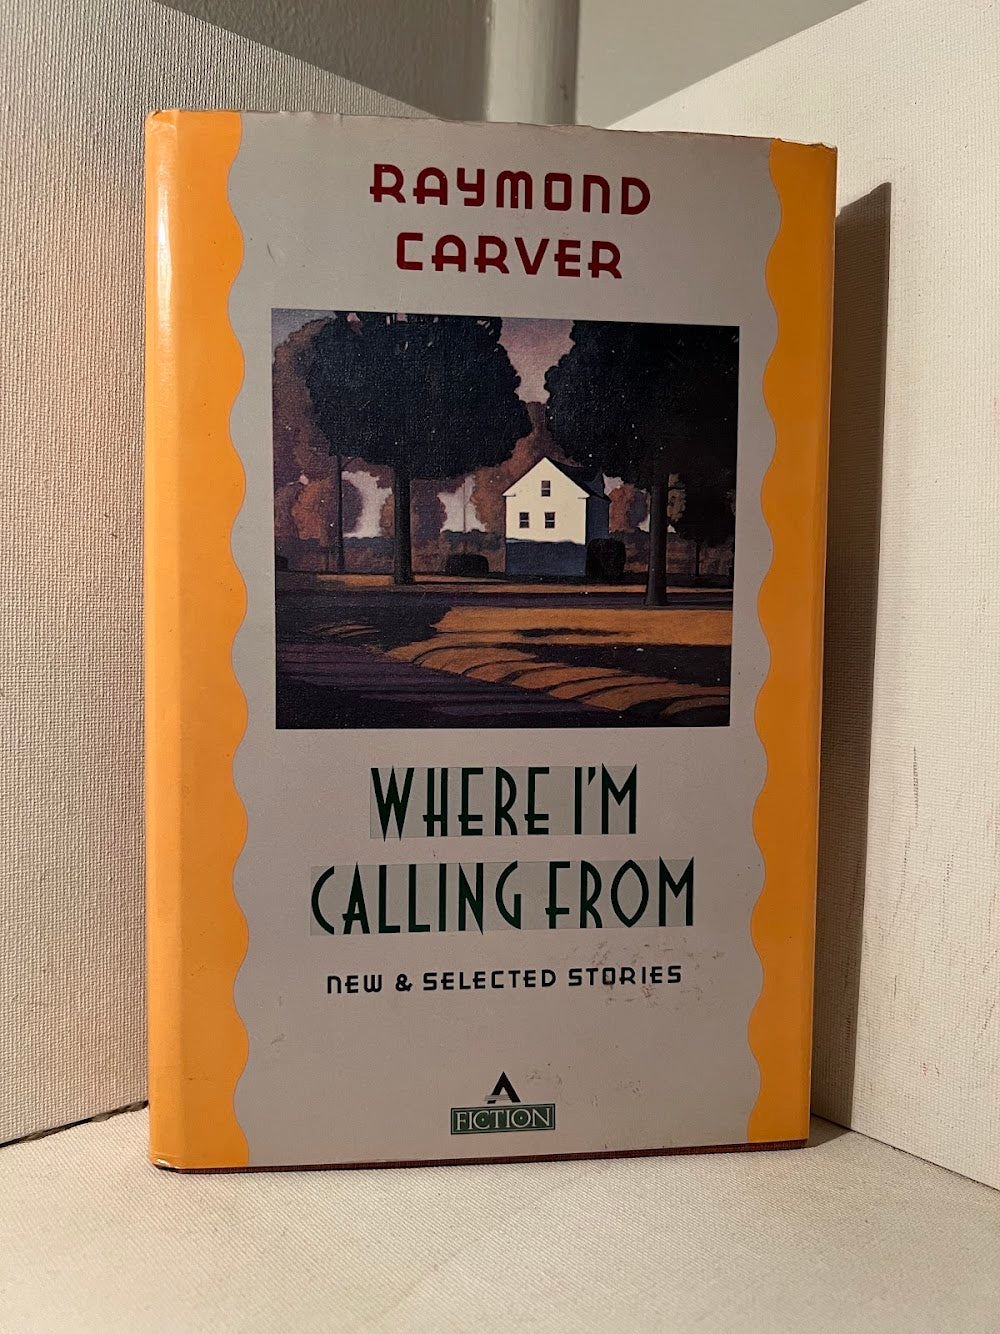 RAYMOND
CARVER
WHERE I'M
CALLING FROM
NEW & SELECTED STORIES
A
FICTION